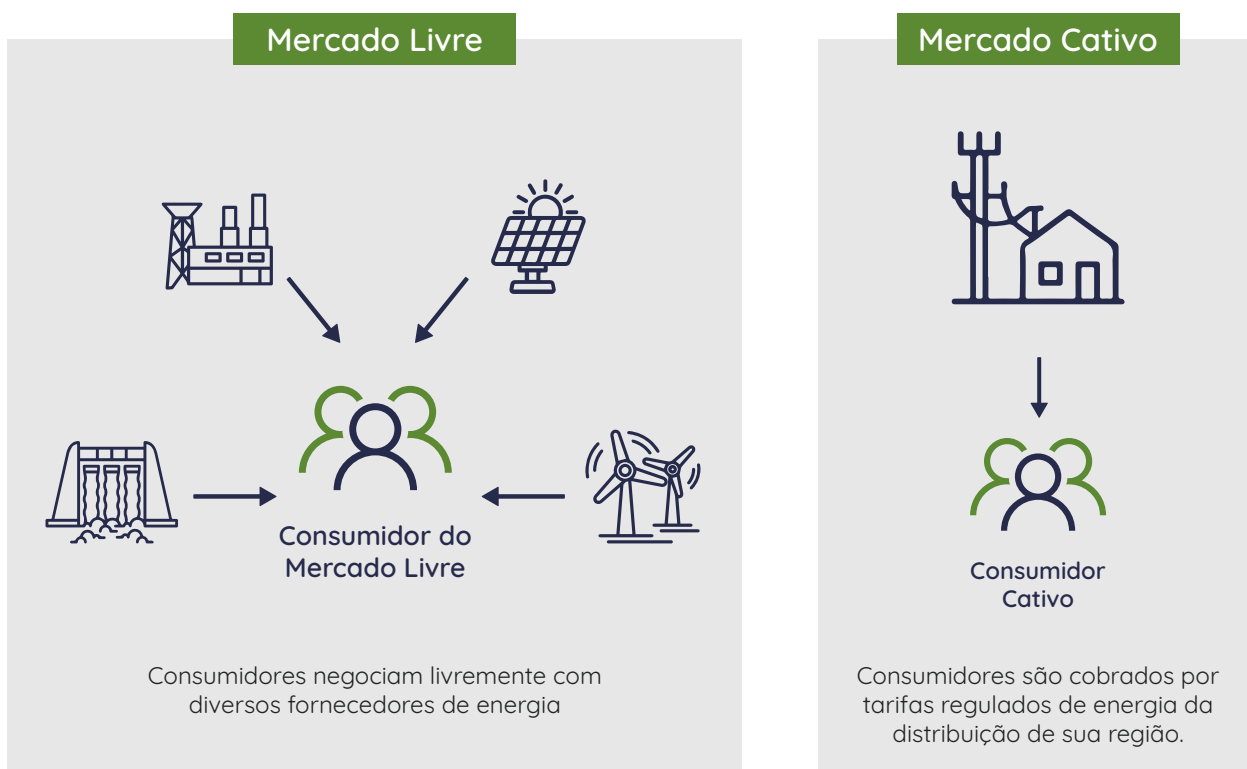 Mercado Livre
Consumidor do
Mercado Livre
Consumidores negociam livremente com
diversos fornecedores de energia
Mercado Cativo
Consumidor
Cativo
Consumidores são cobrados por
tarifas regulados de energia da
distribuição de sua região.